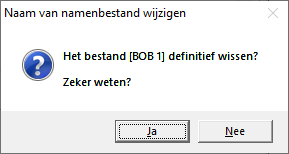 Naam van namenbestand wijzigen
Het bestand [BOB 1] definitief wissen?
Zeker weten?
Ja
Nee